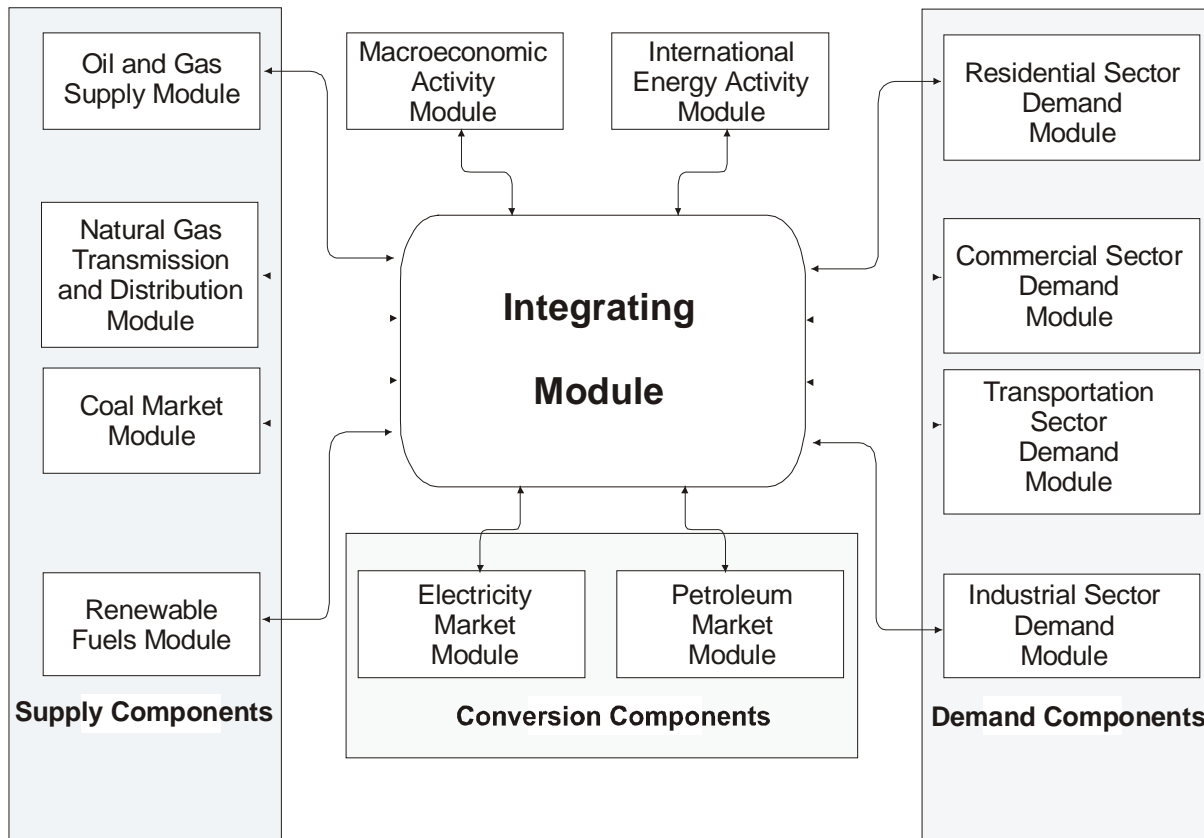 Oil and Gas
Supply Module
Macroeconomic
Activity
Module
International
Energy Activity
Module
Residential Sector
Demand
Module
Natural Gas
Transmission
and Distribution
Module
Commercial Sector
Demand
Module
Integrating
Module
Coal Market
Module
Transportation
Sector
Demand
Module
Renewable
Fuels Module
Electricity
Market
Module
Petroleum
Market
Module
Industrial Sector
Demand
Module
Supply Components
Conversion Components
Demand Components